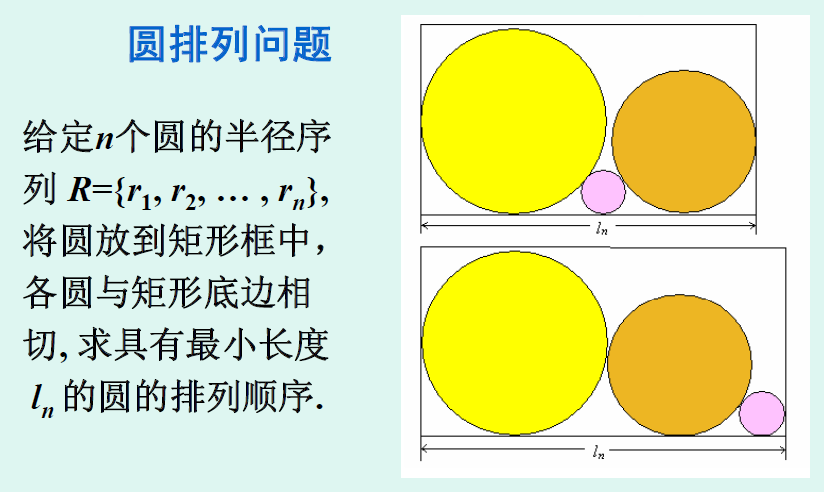 圆排列问题
给定n个圆的半径序
列 R={r1, r2, … , rn},
将圆放到矩形框中，
各圆与矩形底边相
切, 求具有最小长度
ln 的圆的排列顺序.
ln
ln